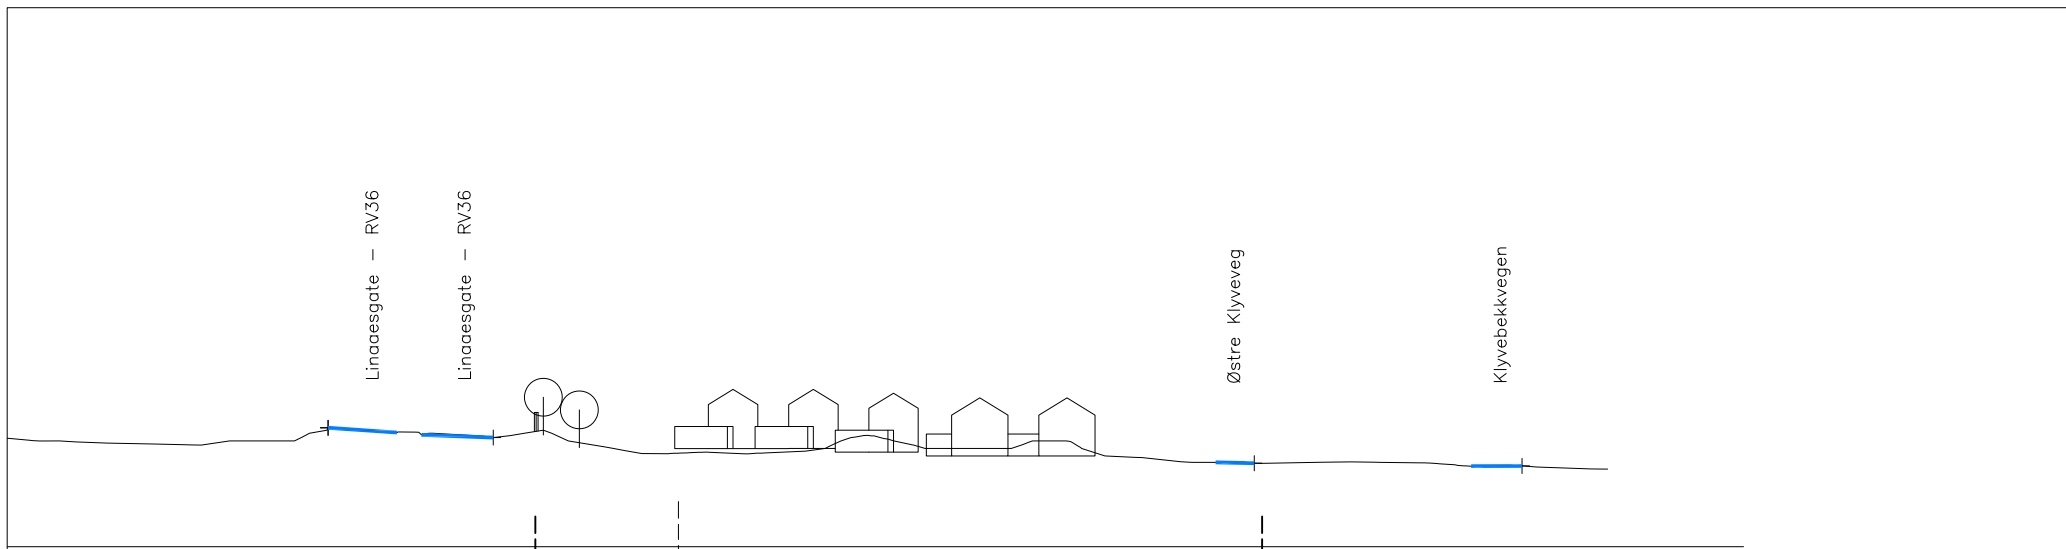 Linaaesgate – RV36
Linaaesgate – RV36
Østre Klyveveg
Klyvebekkvegen